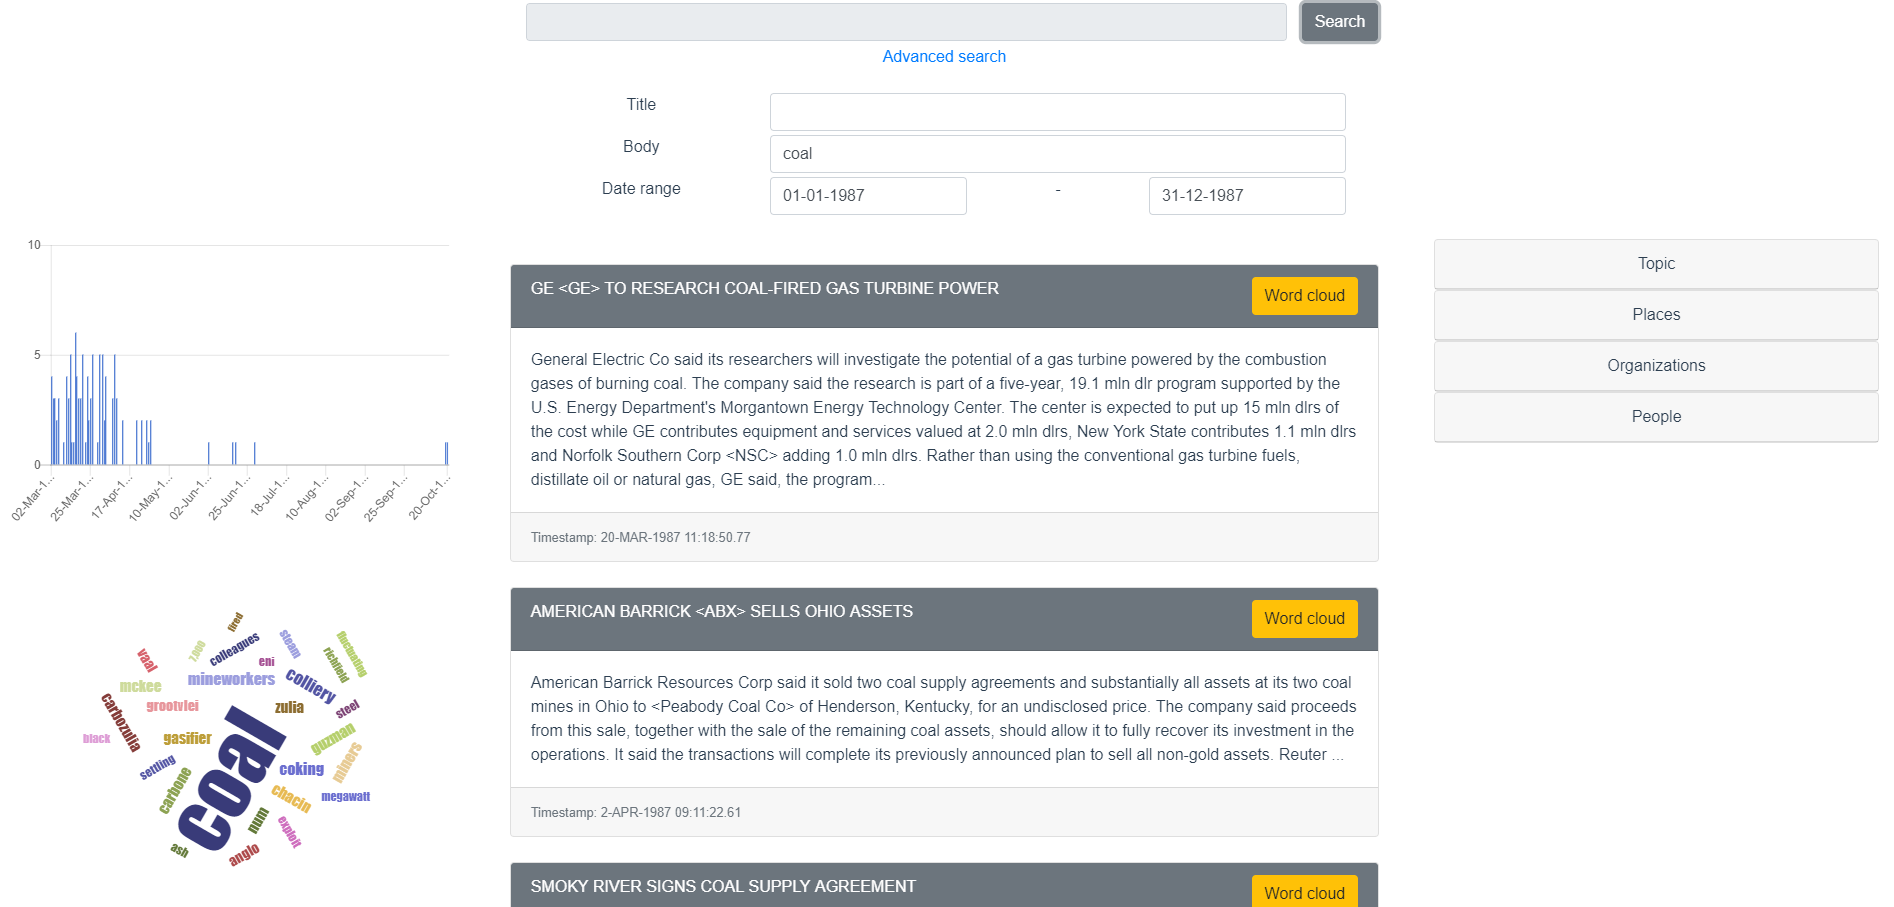 Search
Advanced search
Title
Body
coal
Date range
01-01-1987
-
31-12-1987
10
5
0
02-Mar-1...
25-Mar-1...
17-Apr-1...
10-May-1...
02-Jun-1...
25-Jun-1...
18-Jul-1...
10-Aug-1...
02-Sep-1...
25-Sep-1...
20-Oct-1...
fired
7,000
colleagues
steam
fluctuating
richfield
vaal
eni
mckee
mineworkers
colliery
carbozulia
grootvlei
zulia
steel
black
gasifier
coal
guzman
settling
coking
miners
carbone
chacin
megawatt
num
exploit
ash
anglo
GE <GE> TO RESEARCH COAL-FIRED GAS TURBINE POWER
Word cloud
General Electric Co said its researchers will investigate the potential of a gas turbine powered by the combustion
gases of burning coal. The company said the research is part of a five-year, 19.1 mln dlr program supported by the
U.S. Energy Department's Morgantown Energy Technology Center. The center is expected to put up 15 mln dlrs of
the cost while GE contributes equipment and services valued at 2.0 mln dlrs, New York State contributes 1.1 mln dlrs
and Norfolk Southern Corp <NSC> adding 1.0 mln dlrs. Rather than using the conventional gas turbine fuels,
distillate oil or natural gas, GE said, the program...
Timestamp: 20-MAR-1987 11:18:50.77
AMERICAN BARRICK <ABX> SELLS OHIO ASSETS
Word cloud
American Barrick Resources Corp said it sold two coal supply agreements and substantially all assets at its two coal
mines in Ohio to <Peabody Coal Co> of Henderson, Kentucky, for an undisclosed price. The company said proceeds
from this sale, together with the sale of the remaining coal assets, should allow it to fully recover its investment in the
operations. It said the transactions will complete its previously announced plan to sell all non-gold assets. Reuter ...
Timestamp: 2-APR-1987 09:11:22.61
SMOKY RIVER SIGNS COAL SUPPLY AGREEMENT
Word cloud
Topic
Places
Organizations
People